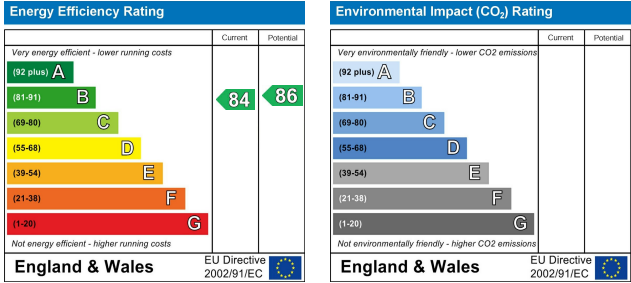 Energy Efficiency Rating
Current Potential
Very energy efficient - lower running costs
(92 plus) A
(81-91) B
84 86
(69-80) C
(55-68) D
(39-54) E
(21-38) F
(1-20) G
Not energy efficient - higher running costs
England & Wales
EU Directive
2002/91/EC
Environmental Impact (CO2) Rating
Current Potential
Very environmentally friendly - lower CO2 emissions
(92 plus) A
(81-91) B
(69-80) C
(55-68) D
(39-54) E
(21-38) F
(1-20) G
Not environmentally friendly - higher CO2 emissions
England & Wales
EU Directive
2002/91/EC